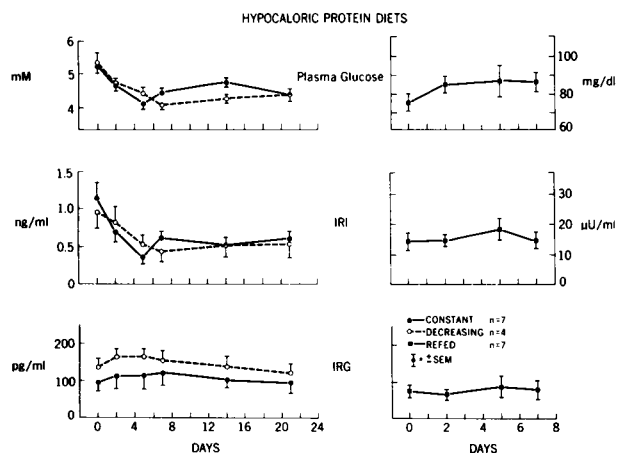 HYPOCALORIC PROTEIN DIETS
mM
6
5
4
Plasma Glucose
100
80
60
mg/dl
ng/ml
1.5
1.0
0.5
0
IRI
30
20
10
0
μU/ml
pg/ml
200
100
0
IRG
CONSTANT n=7
DECREASING n=4
REFED n=7
= ±SEM
0 4 8 12 16 20 24
DAYS
0 2 4 6 8
DAYS